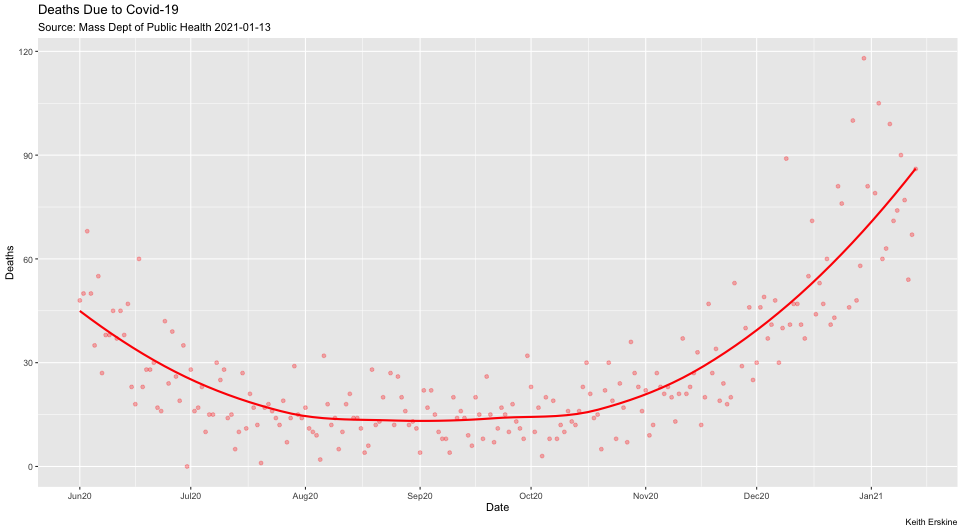 Deaths Due to Covid-19
Source: Mass Dept of Public Health 2021-01-13
120
90
60
30
0
Deaths
Jun20 Jul20 Aug20 Sep20 Oct20 Nov20 Dec20 Jan21
Date
Keith Erskine